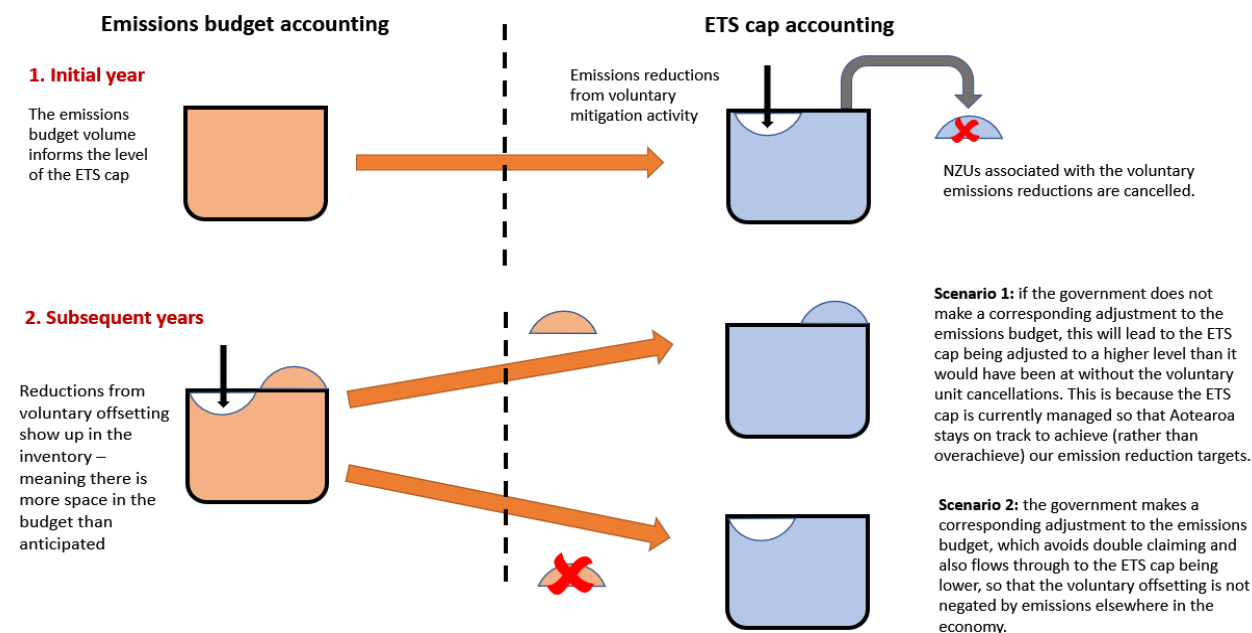 Emissions budget accounting
ETS cap accounting
1. Initial year
The emissions
budget volume
informs the level
of the ETS cap
Emissions reductions
from voluntary
mitigation activity
NZUs associated with the voluntary
emissions reductions are cancelled.
2. Subsequent years
Reductions from
voluntary offsetting
show up in the
inventory –
meaning there is
more space in the
budget than
anticipated
Scenario 1: if the government does not
make a corresponding adjustment to the
emissions budget, this will lead to the ETS
cap being adjusted to a higher level than it
would have been at without the voluntary
unit cancellations. This is because the ETS
cap is currently managed so that Aotearoa
stays on track to achieve (rather than
overachieve) our emission reduction targets.
Scenario 2: the government makes a
corresponding adjustment to the emissions
budget, which avoids double claiming and
also flows through to the ETS cap being
lower, so that the voluntary offsetting is not
negated by emissions elsewhere in the
economy.